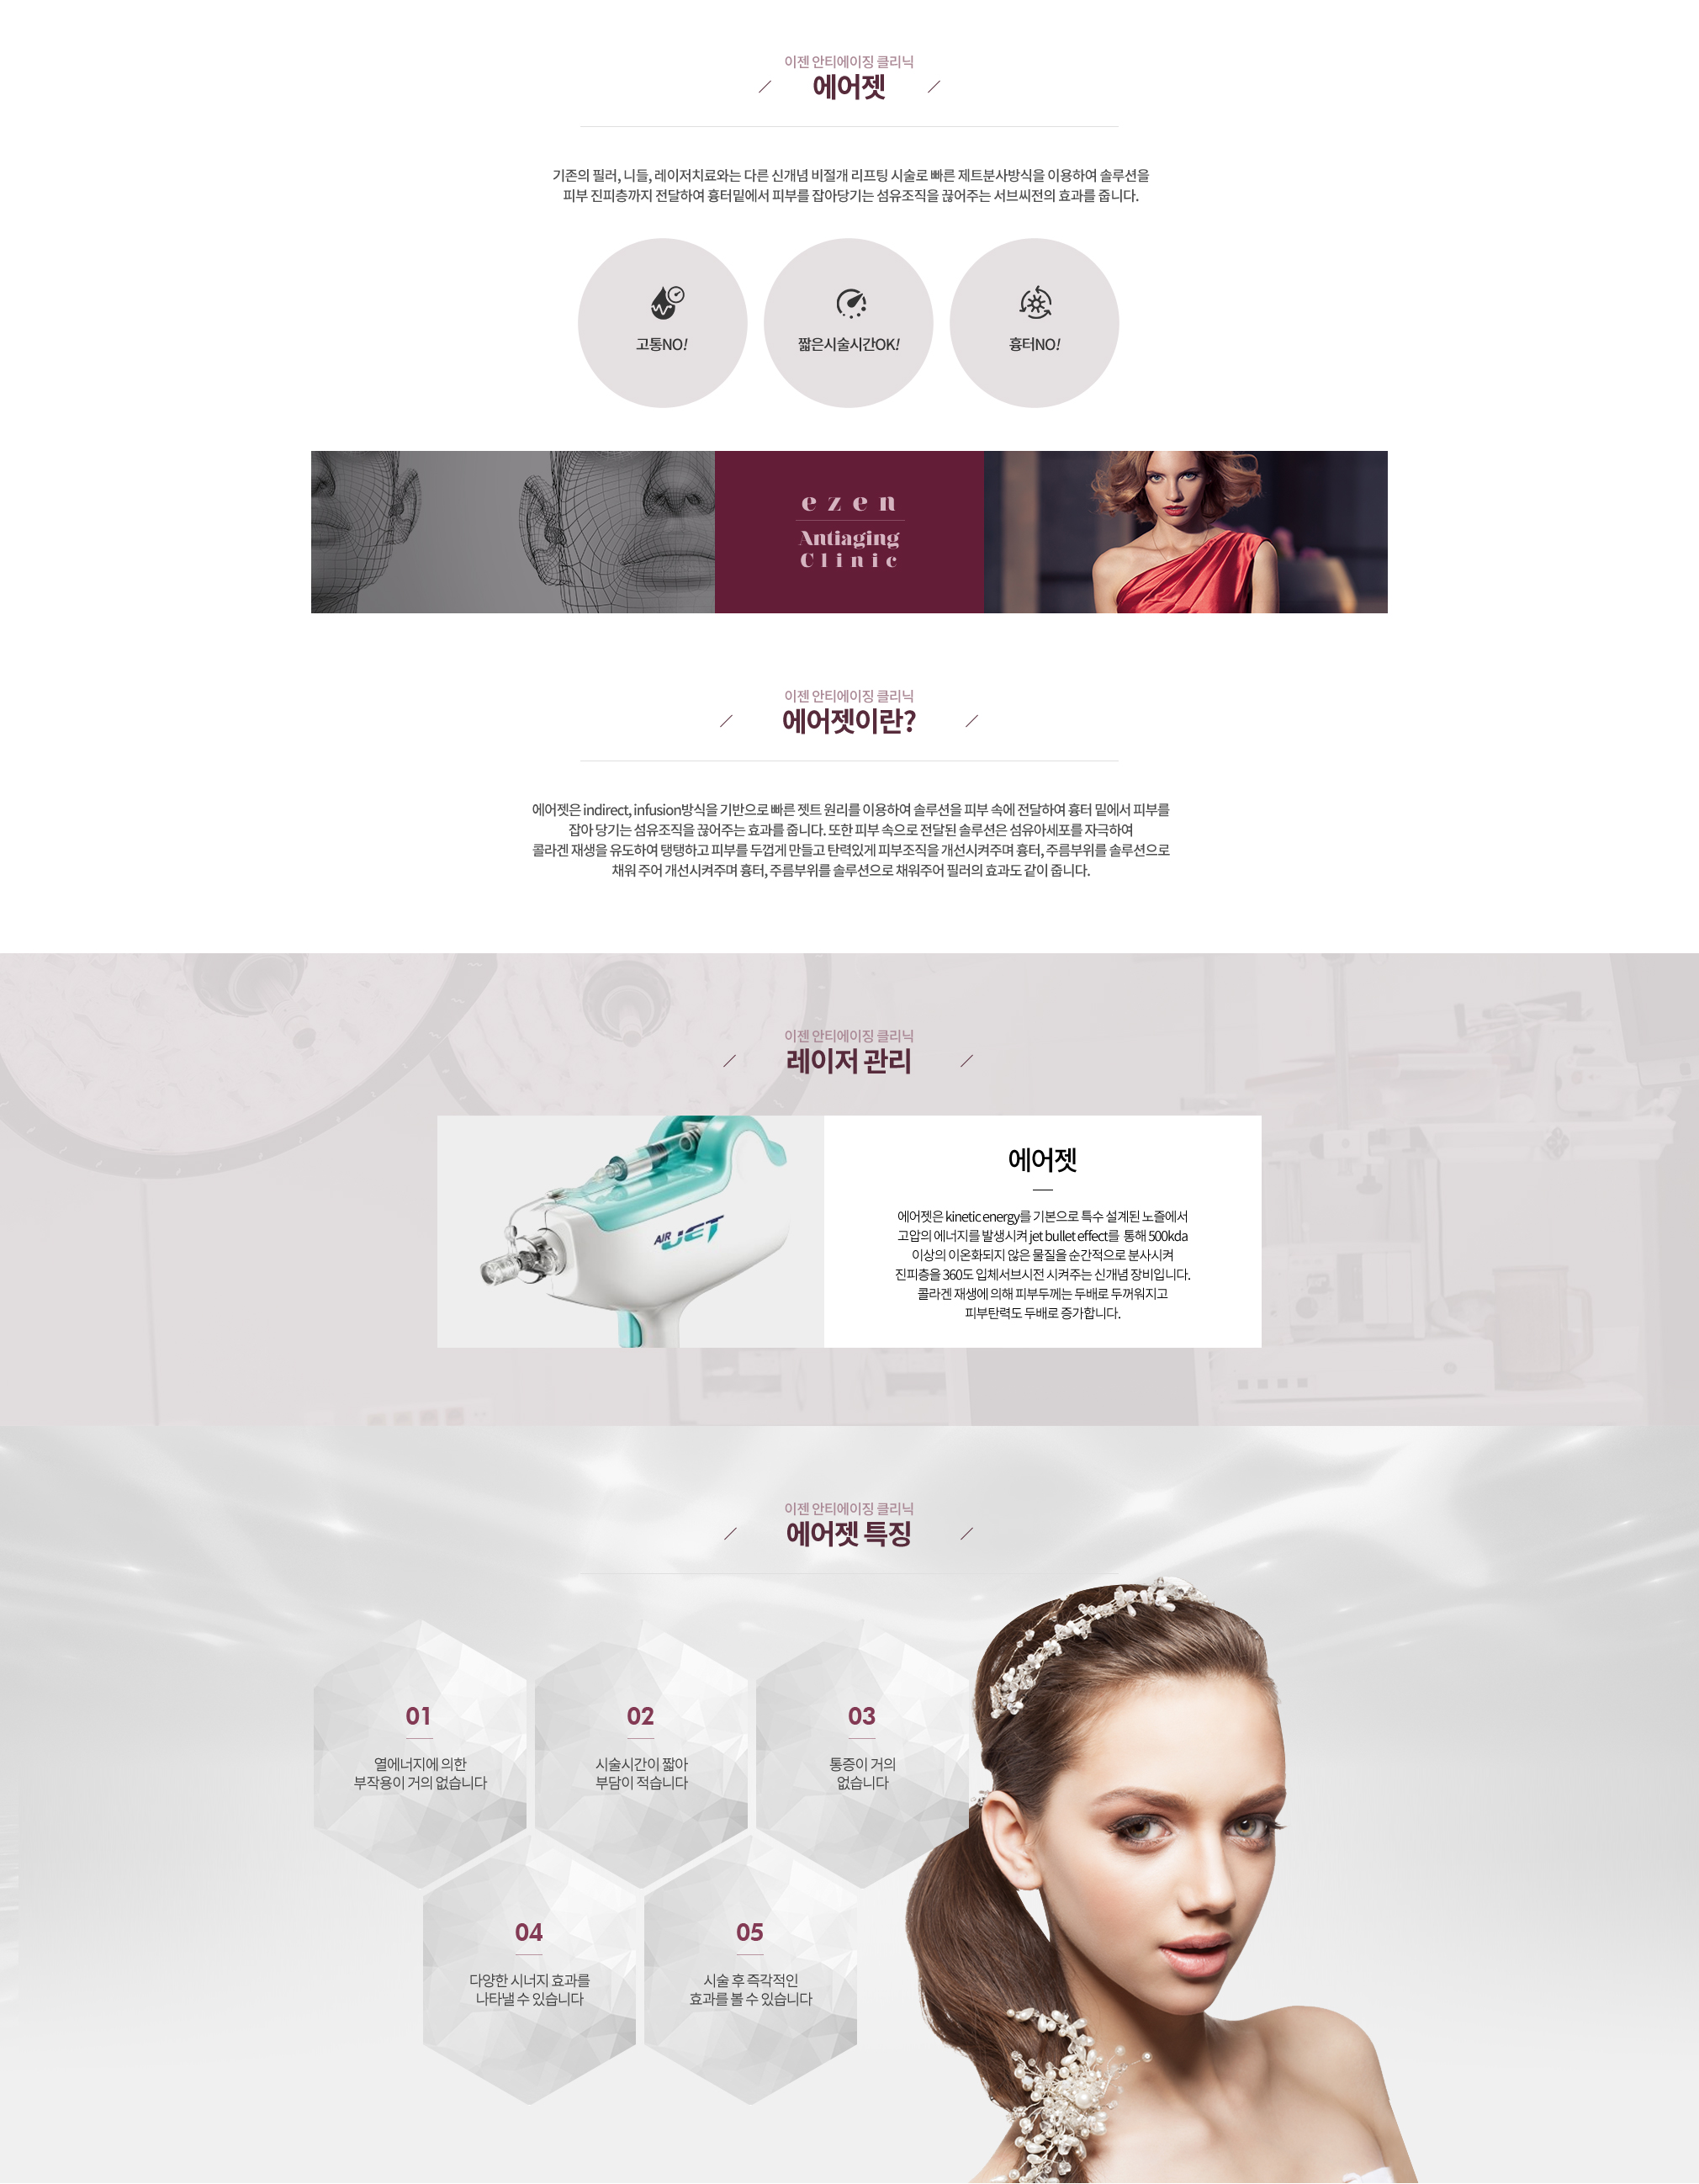 이젠 안티에이징 클리닉
에어젯
기존의 필러, 니들, 레이저치료와는 다른 신개념 비절개 리프팅 시술로 빠른 제트분사방식을 이용하여 솔루션을
피부 진피층까지 전달하여 흉터밑에서 피부를 잡아당기는 섬유조직을 끊어주는 서브씨전의 효과를 줍니다.
고통NO!
짧은시술시간OK!
흉터NO!
ezen
Antiaging
Clinic
이젠 안티에이징 클리닉
에어젯이란?
에어젯은 indirect, infusion방식을 기반으로 빠른 젯트 원리를 이용하여 솔루션을 피부 속에 전달하여 흉터 밑에서 피부를
잡아 당기는 섬유조직을 끊어주는 효과를 줍니다. 또한 피부 속으로 전달된 솔루션은 섬유아세포를 자극하여
콜라겐 재생을 유도하여 탱탱하고 피부를 두껍게 만들고 탄력있게 피부조직을 개선시켜주며 흉터, 주름부위를 솔루션으로
채워 주어 개선시켜주며 흉터, 주름부위를 솔루션으로 채워주어 필러의 효과도 같이 줍니다.
이젠 안티에이징 클리닉
레이저 관리
AIR JET
에어젯
에어젯은 kinetic energy를 기본으로 특수 설계된 노즐에서
고압의 에너지를 발생시켜 jet bullet effect를 통해 500kda
이상의 이온화되지 않은 물질을 순간적으로 분사시켜
진피층을 360도 입체서브시전 시켜주는 신개념 장비입니다.
콜라겐 재생에 의해 피부두께는 두배로 두꺼워지고
피부탄력도 두배로 증가합니다.
이젠 안티에이징 클리닉
에어젯 특징
01
열에너지에 의한
부작용이 거의 없습니다
02
시술시간이 짧아
부담이 적습니다
03
통증이 거의
없습니다
04
다양한 시너지 효과를
나타낼 수 있습니다
05
시술 후 즉각적인
효과를 볼 수 있습니다